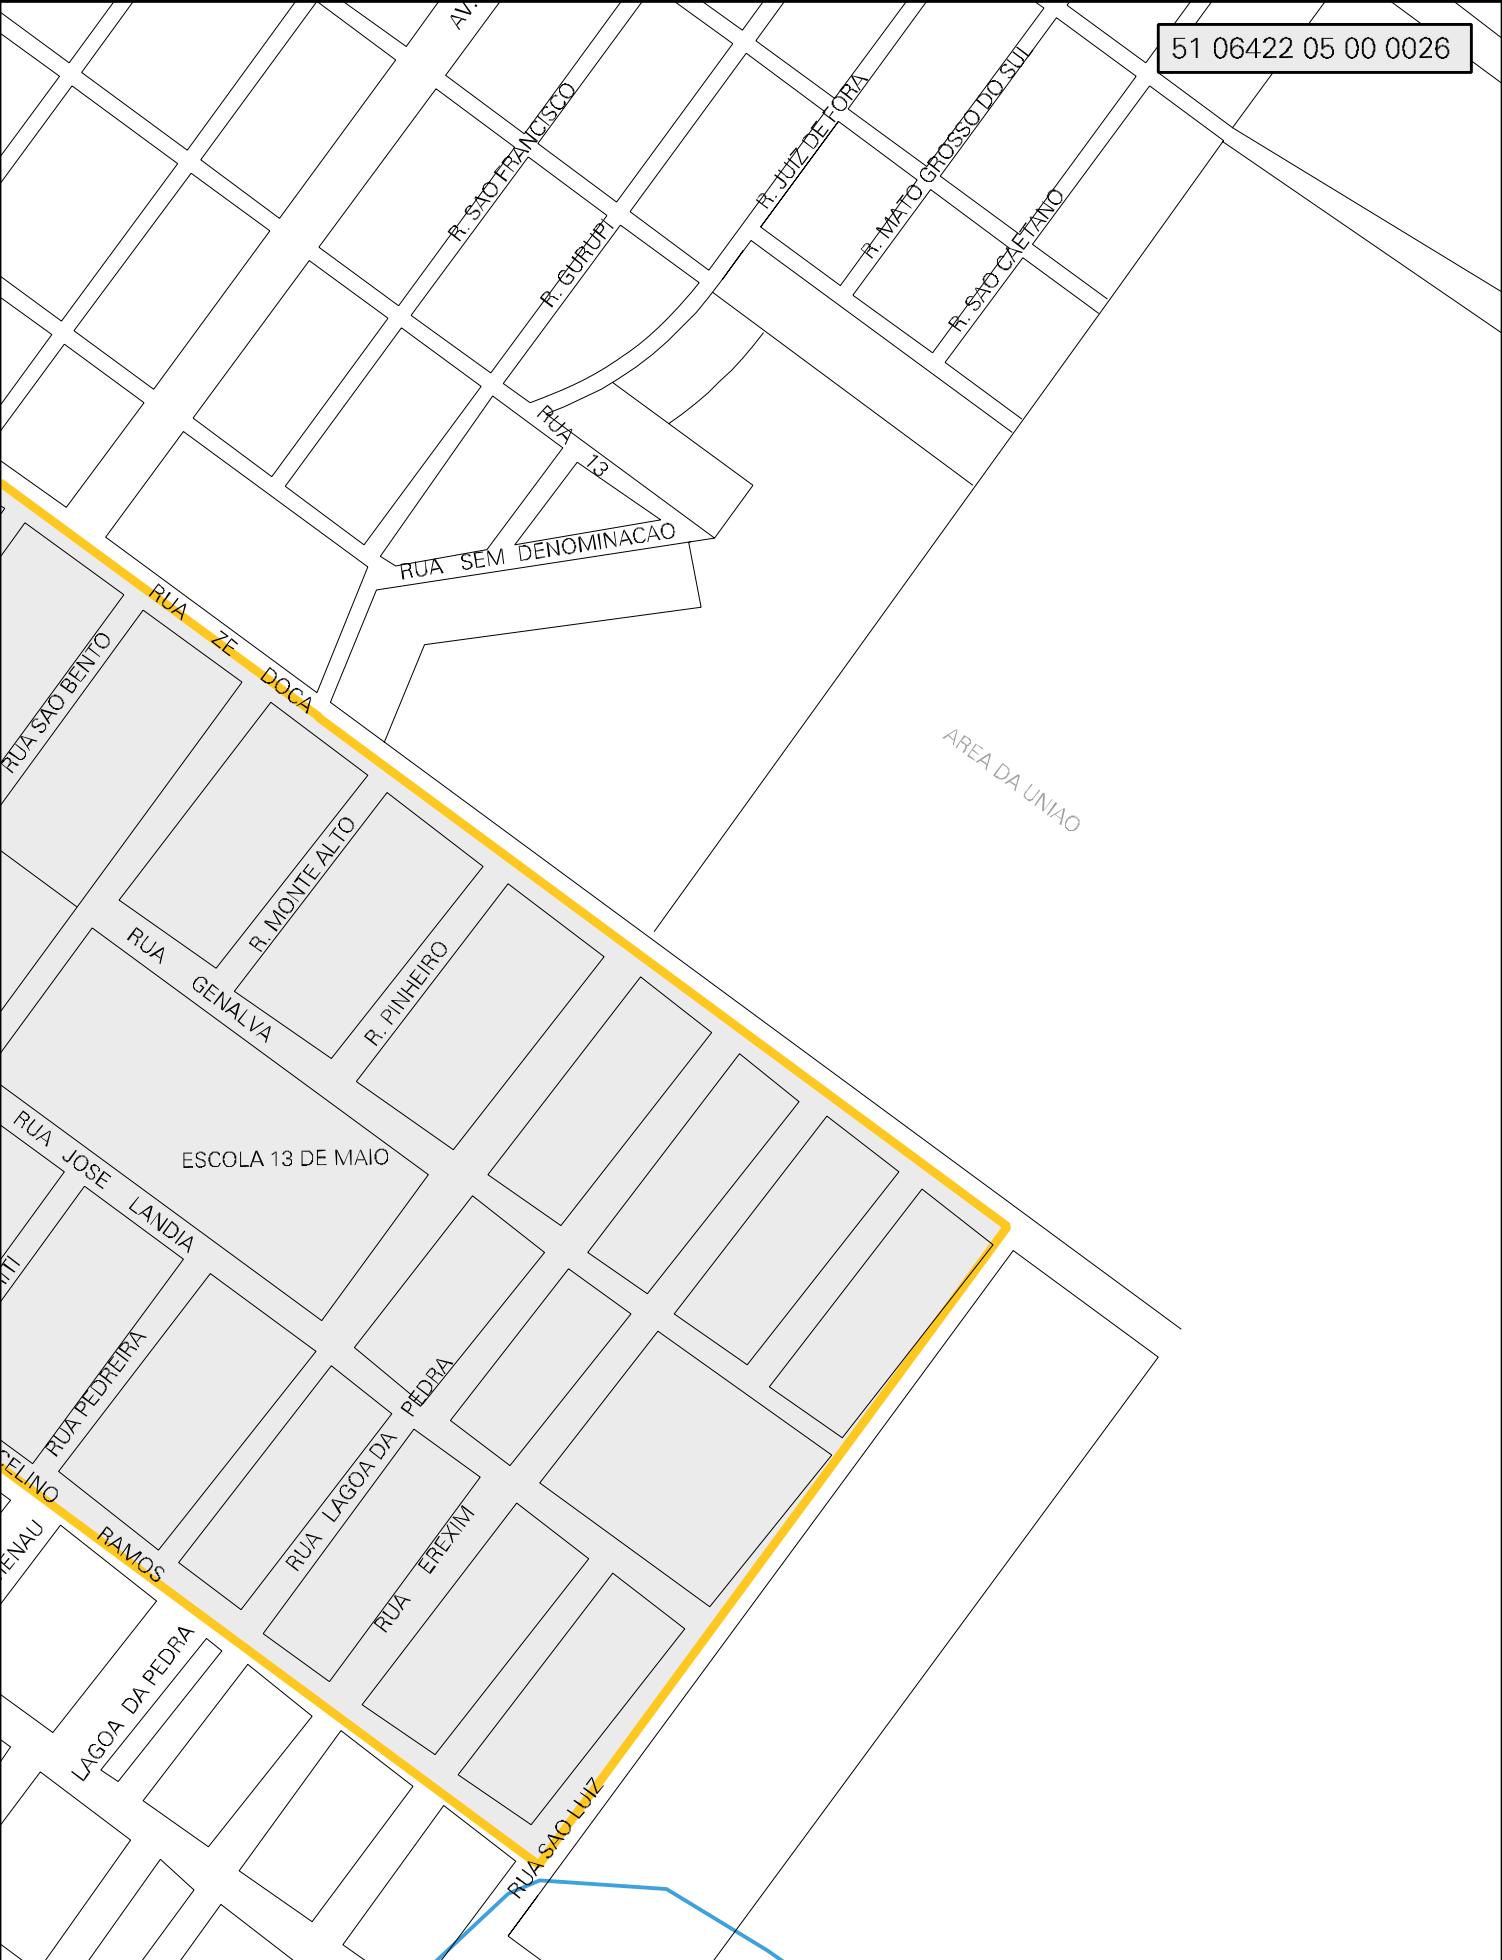 AV.
51 06422 05 00 0026
R. SAO FRANCISCO
R. JUIZ DE FORA
R. MATO GROSSO DO SUL
R. GURUPI
R. SAO CAETANO
RUA 13
RUA SEM DENOMINACAO
RUA ZE DOCA
RUA SAO BENTO
AREA DA UNIAO
R. MONTE ALTO
RUA GENALVA
R. PINHEIRO
RUA JOSE LANDIA
ESCOLA 13 DE MAIO
RUA PEDREIRA
RUA LAGOA DA PEDRA
CELINO RAMOS
RUA EREXIM
ENAU
LAGOA DA PEDRA
RUA SAO LUIZ